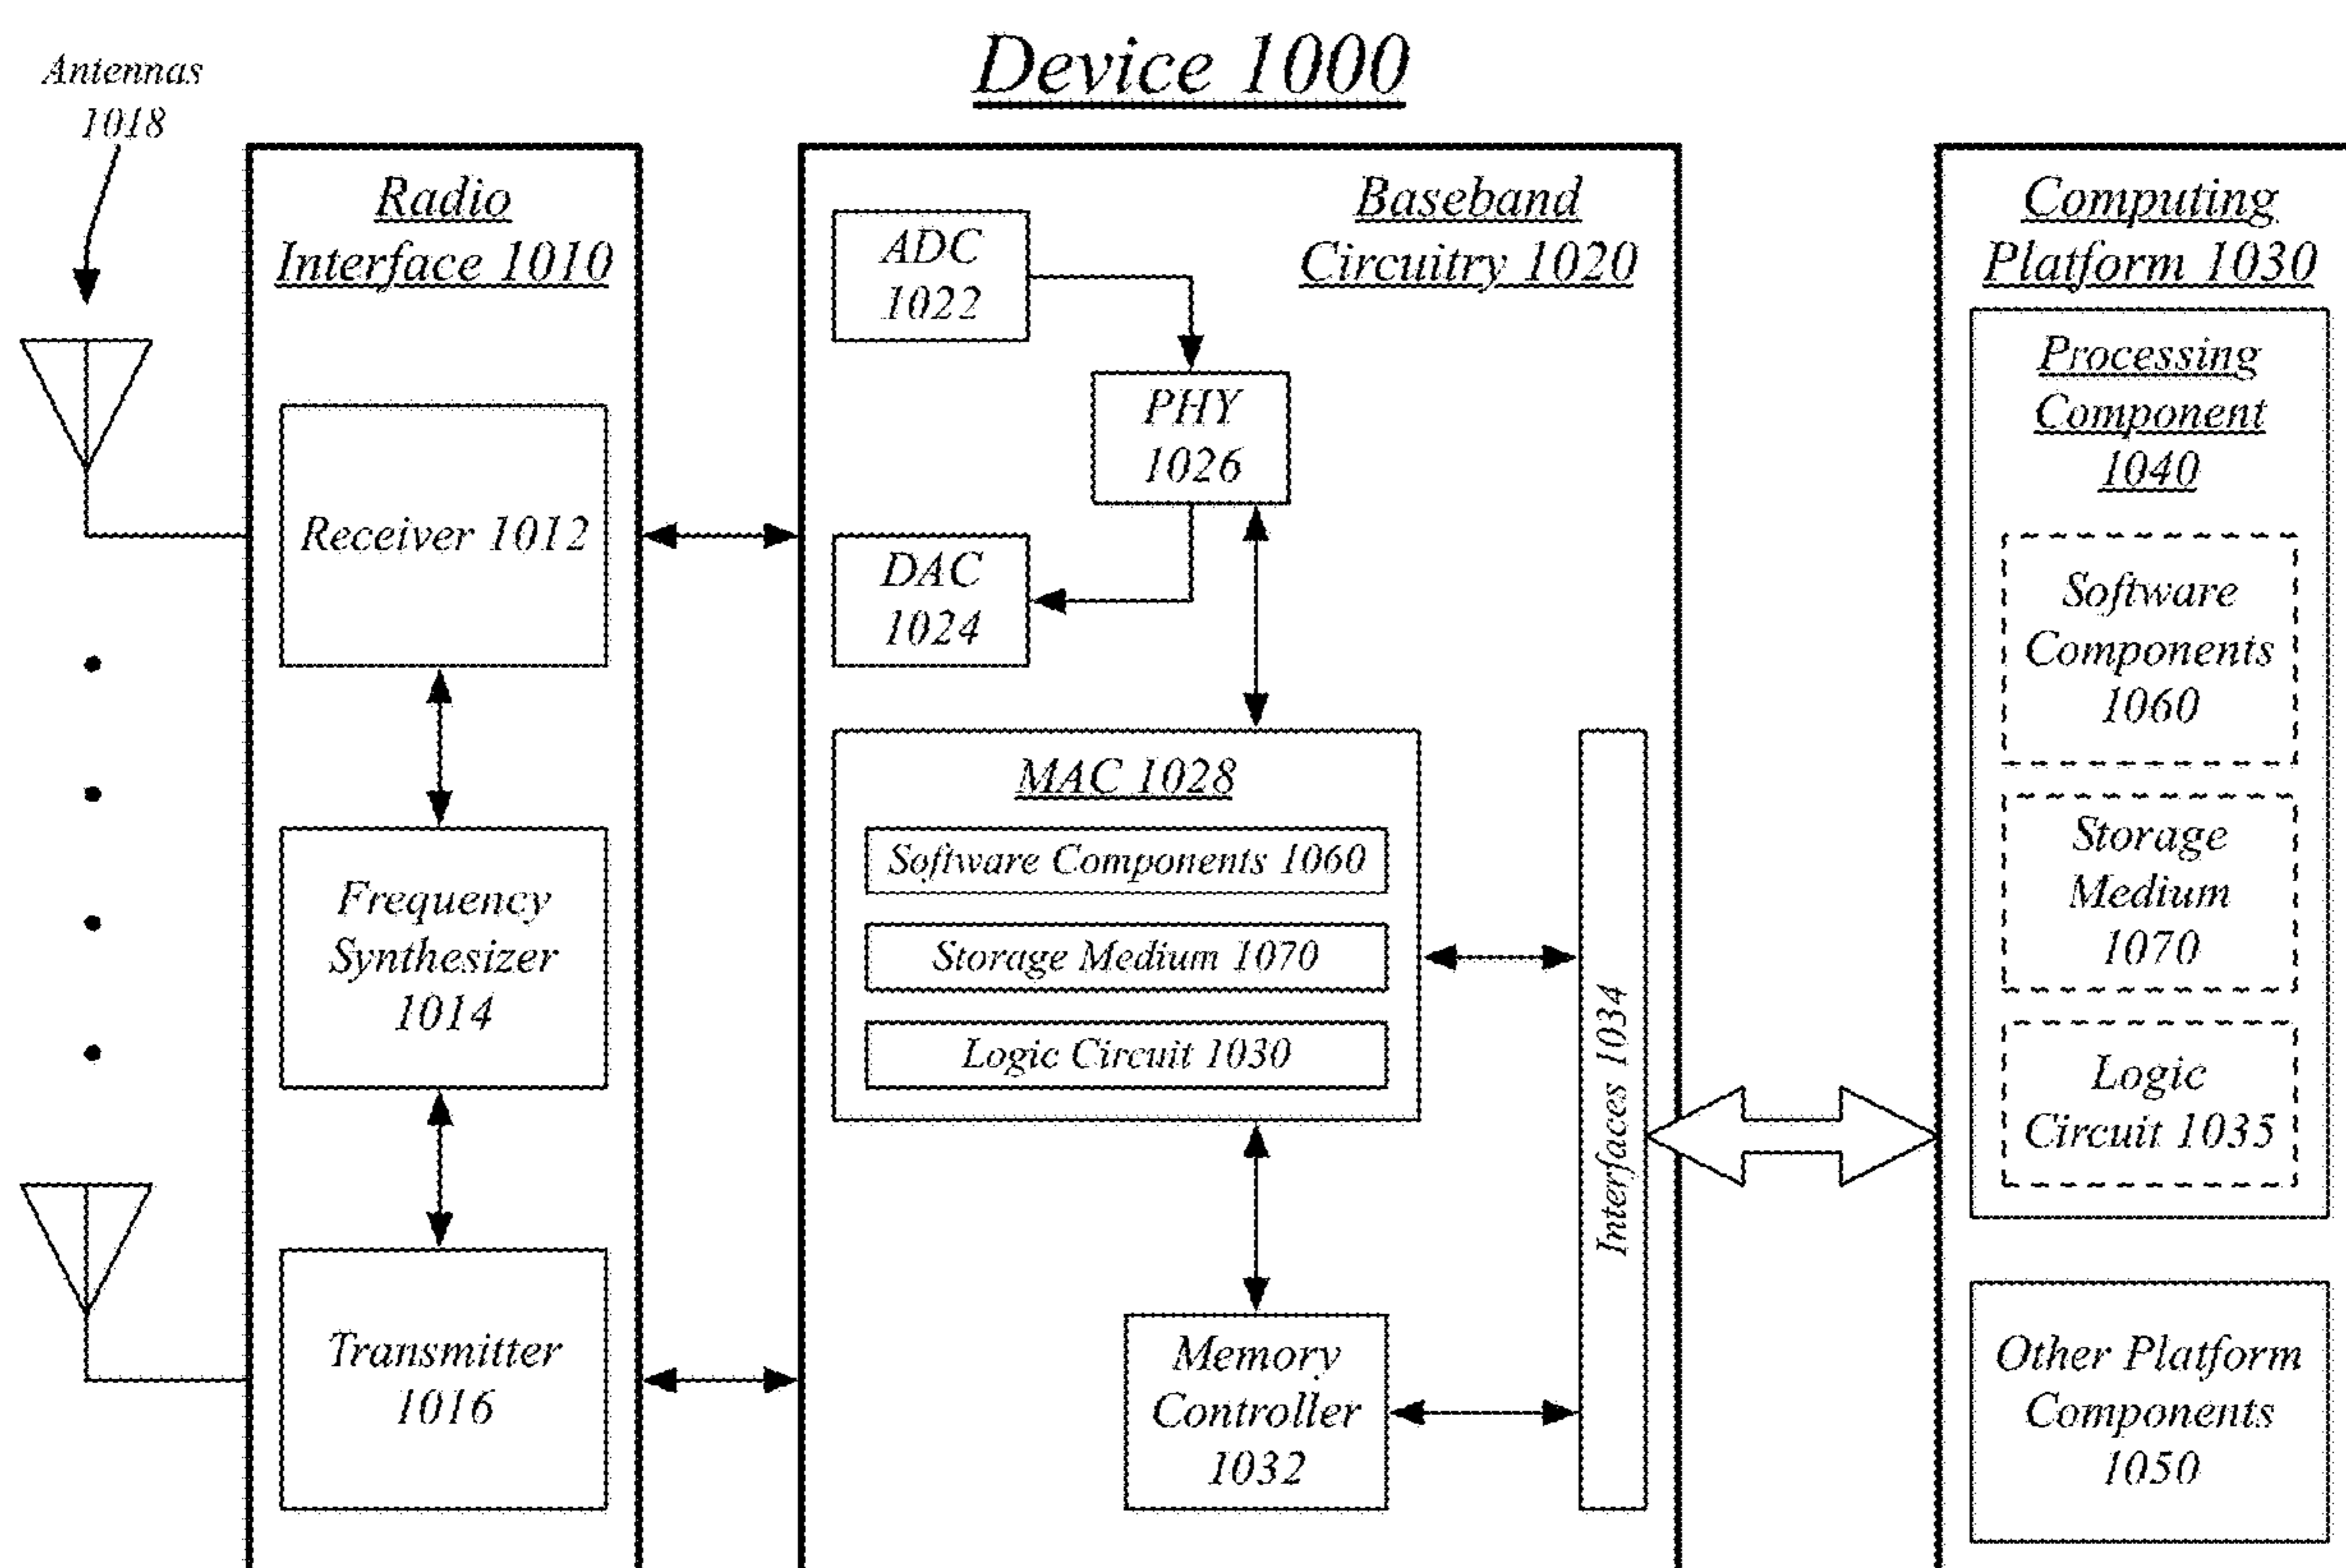 Device 1000
Antennas
1018
Radio
Interface 1010
Receiver 1012
Frequency
Synthesizer
1014
Transmitter
1016
Baseband
Circuitry 1020
ADC
1022
PHY
1026
DAC
1024
MAC 1028
Software Components 1060
Storage Medium 1070
Logic Circuit 1030
Memory
Controller
1032
Interfaces 1034
Computing
Platform 1030
Processing
Component
1040
Software
Components
1060
Storage
Medium
1070
Logic
Circuit 1035
Other Platform
Components
1050